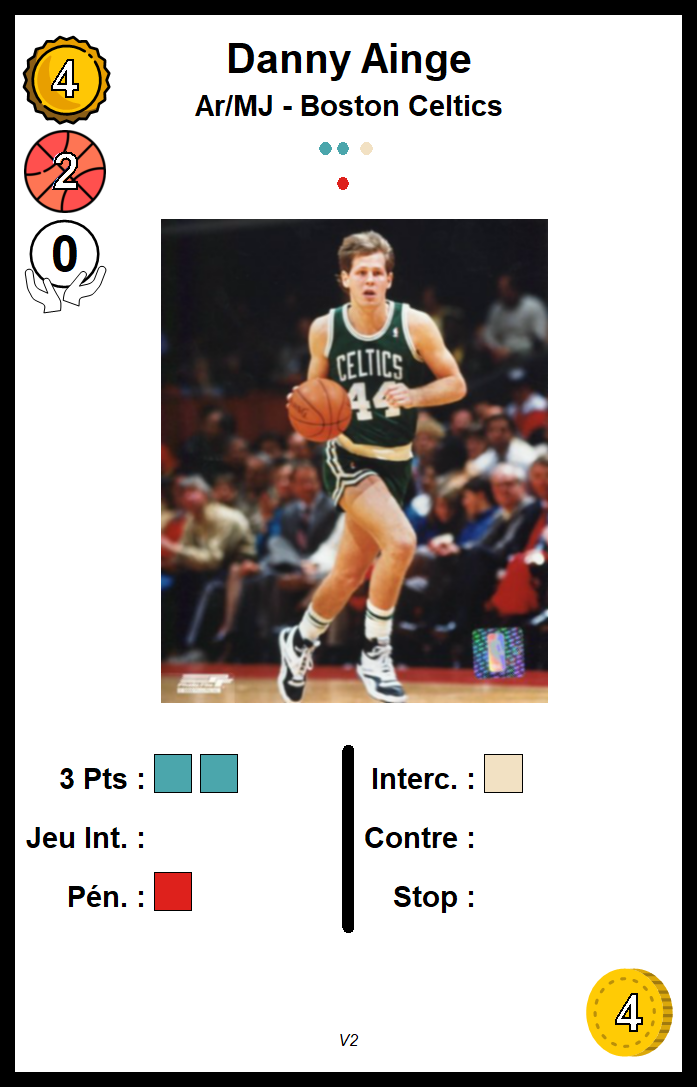 4
Danny Ainge
Ar/MJ - Boston Celtics
2
0
CELTICS
44
3 Pts :
Interc. :
Jeu Int. :
Contre :
Pén. :
Stop :
4
V2